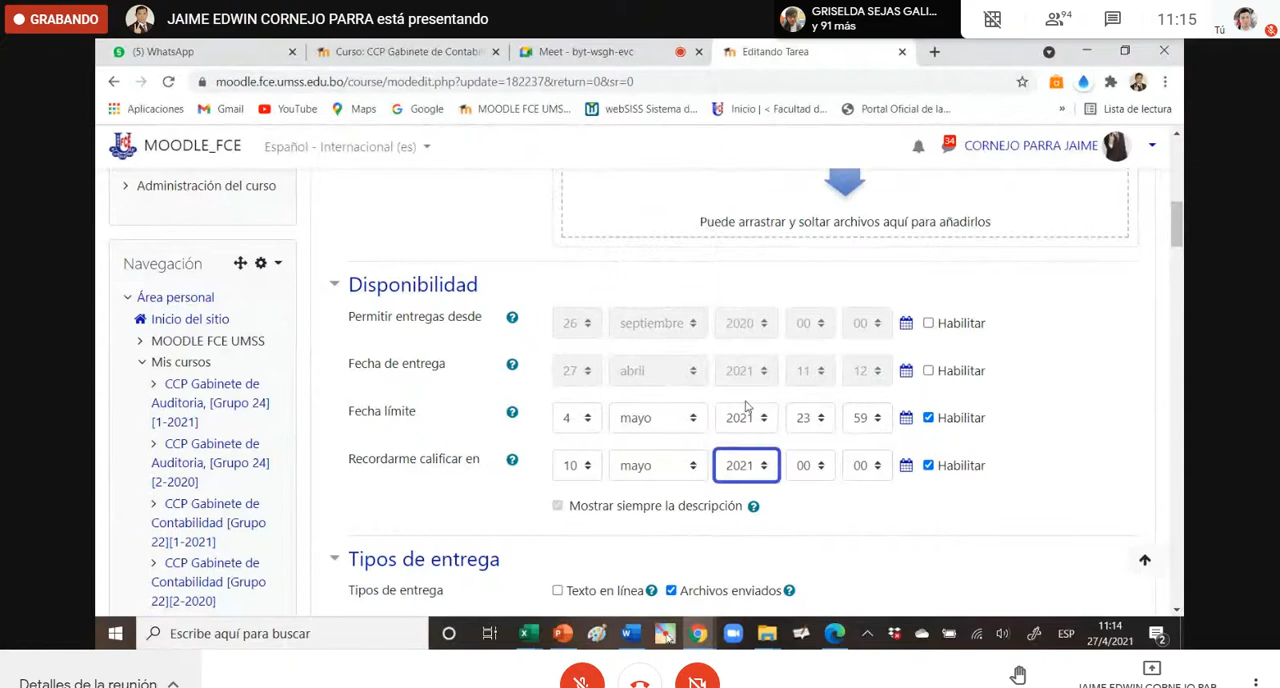 GRABANDO
JAIME EDWIN CORNEJO PARRA está presentando
GRISELDA SEJAS GALI...
y 91 más
94
11:15
Tú
(1) WhatsApp
Curso: CCP Gabinete de Contabi
Meet - byt-wsgh-evc
Editando Tarea
moodle.fce.umss.edu.bo/course/modedit.php?update=182237&return=0&sr=0
Aplicaciones
Gmail
YouTube
Maps
Google
MOODLE FCE UMS...
webSISS Sistema d...
Inicio | < Facultad d...
Portal Oficial de la...
»
Lista de lectura
MOODLE_FCE
Español - Internacional (es)
34
CORNEJO PARRA JAIME
Administración del curso
Puede arrastrar y soltar archivos aquí para añadirlos
Navegación
Área personal
Inicio del sitio
MOODLE FCE UMSS
Mis cursos
CCP Gabinete de
Auditoria, [Grupo 24]
[1-2021]
CCP Gabinete de
Auditoria, [Grupo 24]
[2-2020]
CCP Gabinete de
Contabilidad [Grupo
22][1-2021]
CCP Gabinete de
Contabilidad [Grupo
22][2-2020]
Disponibilidad
Permitir entregas desde
26 septiembre 2020 00 00 Habilitar
Fecha de entrega
27 abril 2021 11 12 Habilitar
Fecha límite
4 mayo 2021 23 59 Habilitar
Recordarme calificar en
10 mayo 2021 00 00 Habilitar
Mostrar siempre la descripción
Tipos de entrega
Tipos de entrega
Texto en línea
Archivos enviados
Escribe aquí para buscar
ESP
11:14
27/4/2021
2
Detalles de la reunión